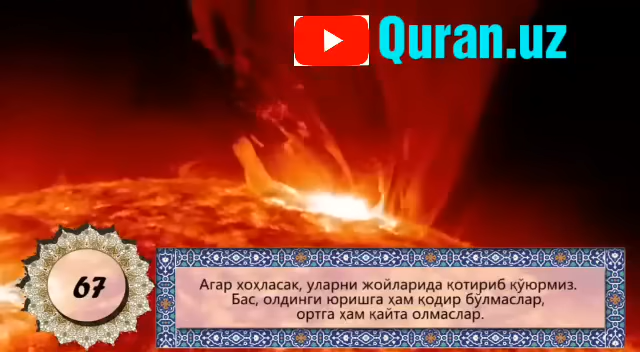 Quran.uz
67
Агар хоҳласак, уларни жойларида қотириб қўюрмиз.
Бас, олдинги юришга ҳам қодир бўлмаслар,
ортга ҳам қайта олмаслар.